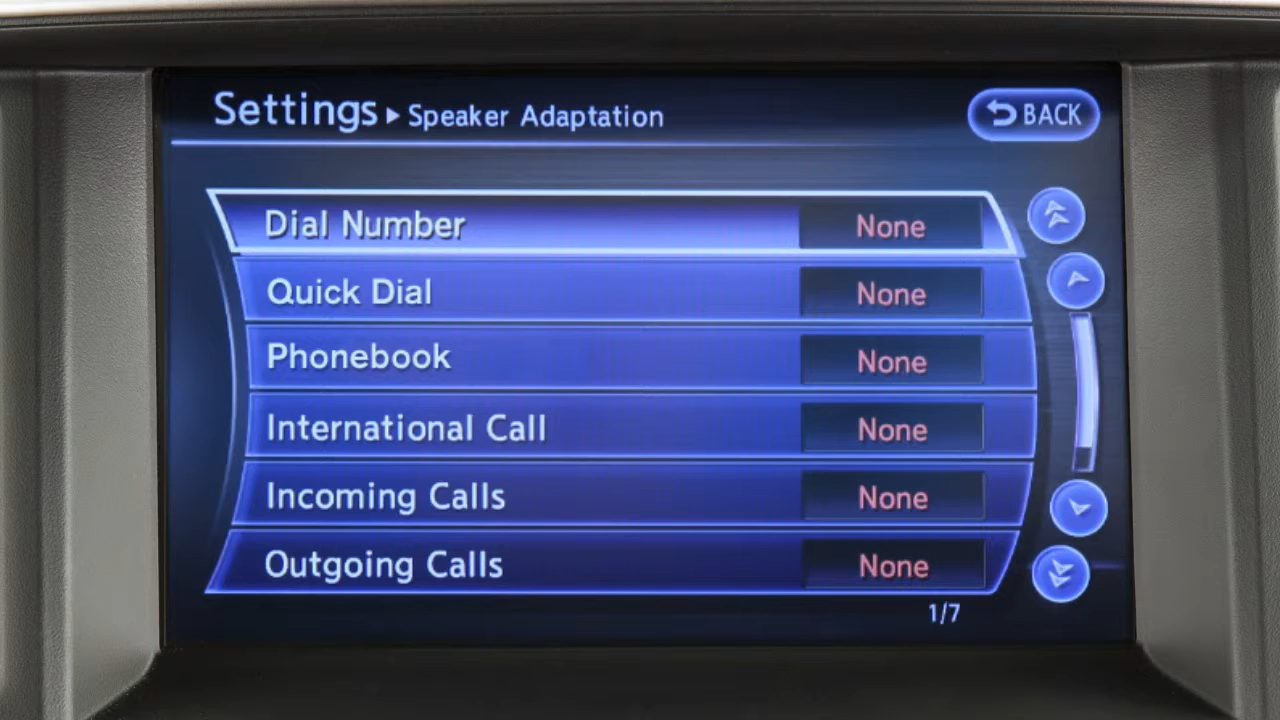 Settings ▶ Speaker Adaptation
BACK
Dial Number None
Quick Dial None
Phonebook None
International Call None
Incoming Calls None
Outgoing Calls None
1/7